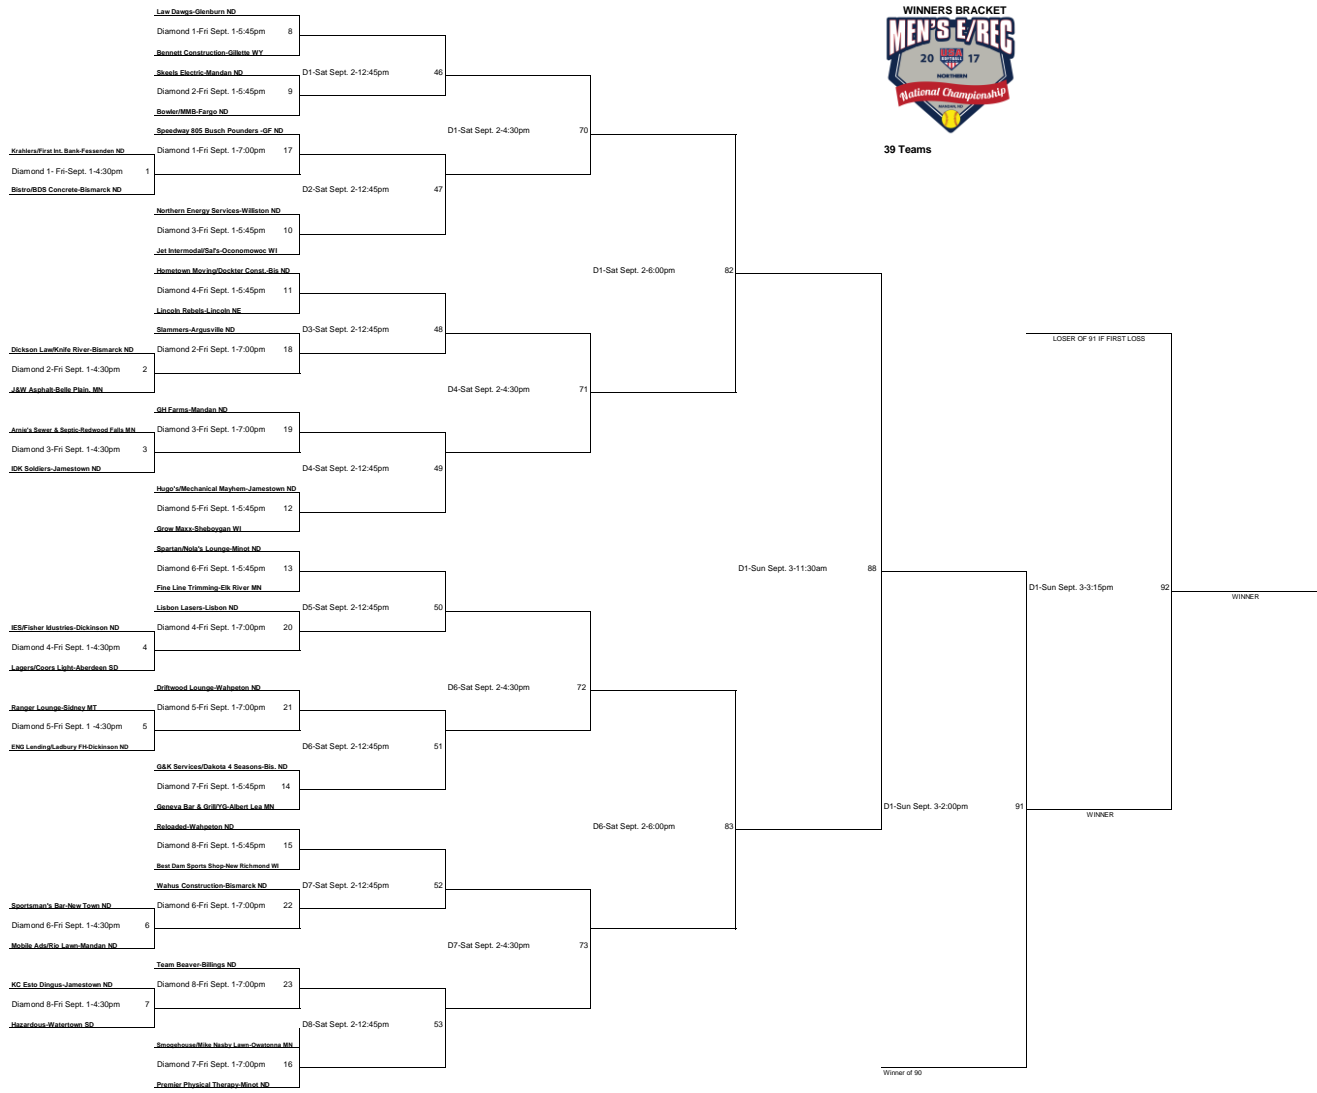 WINNERS BRACKET
MEN'S E/REC
20 17
USA
SOFTBALL
NORTHERN
National Championship
MANDAN, ND
39 Teams
Law Dawgs-Glenburn ND
Diamond 1-Fri Sept. 1-5:45pm 8
Bennett Construction-Gillette WY
Skeels Electric-Mandan ND
D1-Sat Sept. 2-12:45pm 46
Diamond 2-Fri Sept. 1-5:45pm 9
Bowler/MMB-Fargo ND
Speedway 805 Busch Pounders -GF ND
D1-Sat Sept. 2-4:30pm 70
Krahlers/First Int. Bank-Fessenden ND
Diamond 1-Fri Sept. 1-7:00pm 17
Diamond 1- Fri-Sept. 1-4:30pm 1
Bistro/BDS Concrete-Bismarck ND
D2-Sat Sept. 2-12:45pm 47
Northern Energy Services-Williston ND
Diamond 3-Fri Sept. 1-5:45pm 10
Jet Intermodal/Sal's-Oconomowoc WI
Hometown Moving/Dockter Const.-Bis ND
D1-Sat Sept. 2-6:00pm 82
Diamond 4-Fri Sept. 1-5:45pm 11
Lincoln Rebels-Lincoln NE
Slammers-Argusville ND
D3-Sat Sept. 2-12:45pm 48
LOSER OF 91 IF FIRST LOSS
Dickson Law/Knife River-Bismarck ND
Diamond 2-Fri Sept. 1-7:00pm 18
Diamond 2-Fri Sept. 1-4:30pm 2
J&W Asphalt-Belle Plain, MN
D4-Sat Sept. 2-4:30pm 71
GH Farms-Mandan ND
Arnie's Sewer & Septic-Redwood Falls MN
Diamond 3-Fri Sept. 1-7:00pm 19
Diamond 3-Fri Sept. 1-4:30pm 3
IDK Soldiers-Jamestown ND
D4-Sat Sept. 2-12:45pm 49
Hugo's/Mechanical Mayhem-Jamestown ND
Diamond 5-Fri Sept. 1-5:45pm 12
Grow Maxx-Sheboygan WI
Spartan/Nola's Lounge-Minot ND
Diamond 6-Fri Sept. 1-5:45pm 13
D1-Sun Sept. 3-11:30am 88
Fine Line Trimming-Elk River MN
D1-Sun Sept. 3-3:15pm 92
WINNER
Lisbon Lasers-Lisbon ND
D5-Sat Sept. 2-12:45pm 50
IES/Fisher Idustries-Dickinson ND
Diamond 4-Fri Sept. 1-7:00pm 20
Diamond 4-Fri Sept. 1-4:30pm 4
Lagers/Coors Light-Aberdeen SD
Driftwood Lounge-Wahpeton ND
D6-Sat Sept. 2-4:30pm 72
Ranger Lounge-Sidney MT
Diamond 5-Fri Sept. 1-7:00pm 21
Diamond 5-Fri Sept. 1 -4:30pm 5
ENG Lending/Ladbury FH-Dickinson ND
D6-Sat Sept. 2-12:45pm 51
G&K Services/Dakota 4 Seasons-Bis. ND
Diamond 7-Fri Sept. 1-5:45pm 14
Geneva Bar & Grill/YG-Albert Lea MN
D1-Sun Sept. 3-2:00pm 91
WINNER
Reloaded-Wahpeton ND
D6-Sat Sept. 2-6:00pm 83
Diamond 8-Fri Sept. 1-5:45pm 15
Best Dam Sports Shop-New Richmond WI
Wahus Construction-Bismarck ND
D7-Sat Sept. 2-12:45pm 52
Sportsman's Bar-New Town ND
Diamond 6-Fri Sept. 1-7:00pm 22
Diamond 6-Fri Sept. 1-4:30pm 6
Mobile Ads/Rip Lawn-Mandan ND
D7-Sat Sept. 2-4:30pm 73
Team Beaver-Billings ND
KC Esto Dingus-Jamestown ND
Diamond 8-Fri Sept. 1-7:00pm 23
Diamond 8-Fri Sept. 1-4:30pm 7
Hazardous-Watertown SD
D8-Sat Sept. 2-12:45pm 53
Smogehouse/Mike Nasby Lawn-Owatonna MN
Diamond 7-Fri Sept. 1-7:00pm 16
Winner of 90
Premier Physical Therapy-Minot ND